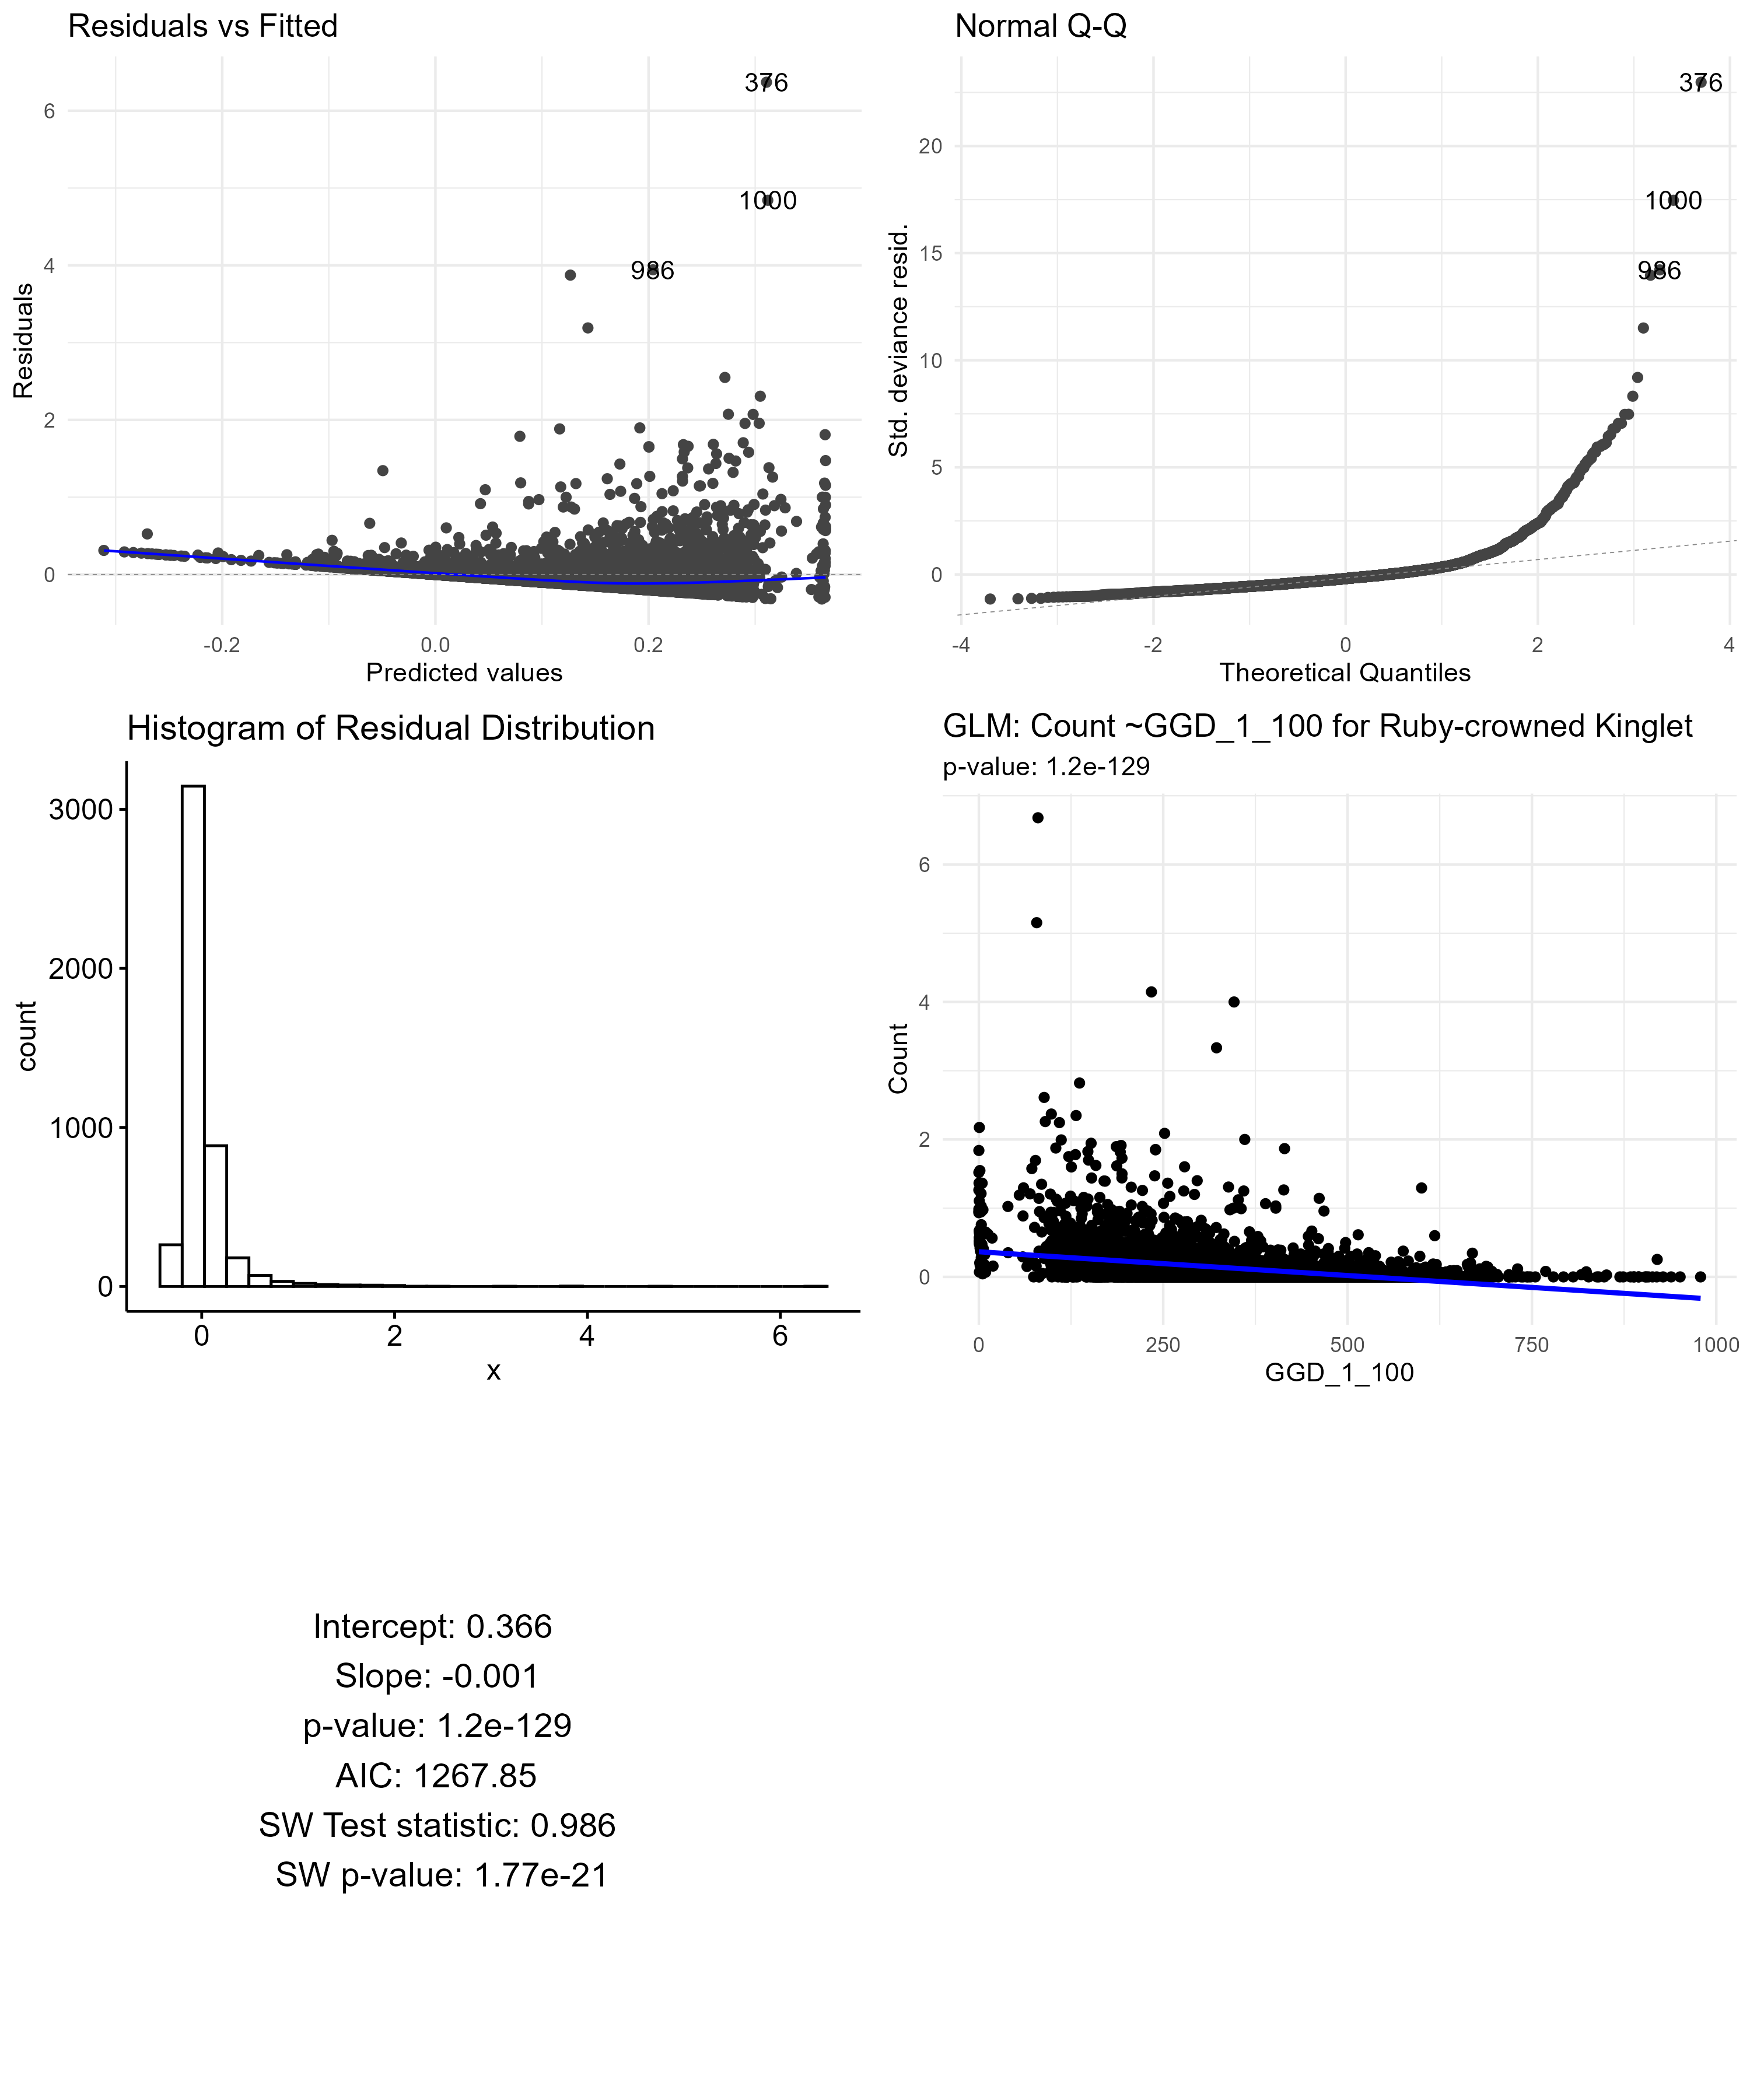 Residuals vs Fitted
376
1000
986
6
4
2
0
Residuals
-0.2
0.0
0.2
Predicted values
Normal Q-Q
376
1000
986
20
15
10
5
0
Std. deviance resid.
-4
-2
0
2
4
Theoretical Quantiles
Histogram of Residual Distribution
3000
2000
1000
0
count
0
2
4
6
x
GLM: Count ~GGD_1_100 for Ruby-crowned Kinglet
p-value: 1.2e-129
6
4
2
0
Count
0
250
500
750
1000
GGD_1_100
Intercept: 0.366
Slope: -0.001
p-value: 1.2e-129
AIC: 1267.85
SW Test statistic: 0.986
SW p-value: 1.77e-21